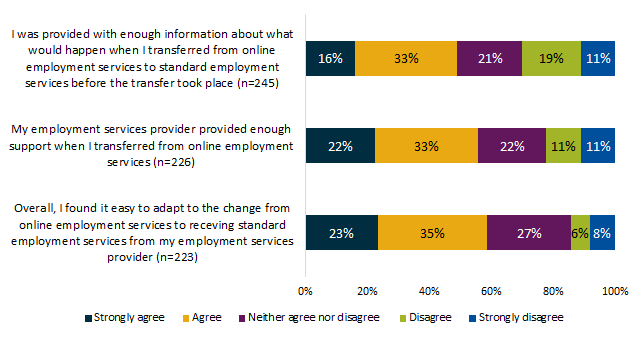 I was provided with enough information about what
would happen when I transferred from online
employment services to standard employment
services before the transfer took place (n=245)
16% 33% 21% 19% 11%
My employment services provider provided enough
support when I transferred from online employment
services (n=226)
22% 33% 22% 11% 11%
Overall, I found it easy to adapt to the change from
online employment services to receving standard
employment services from my employment services
provider (n=223)
23% 35% 27% 6% 8%
0% 20% 40% 60% 80% 100%
Strongly agree Agree Neither agree nor disagree Disagree Strongly disagree